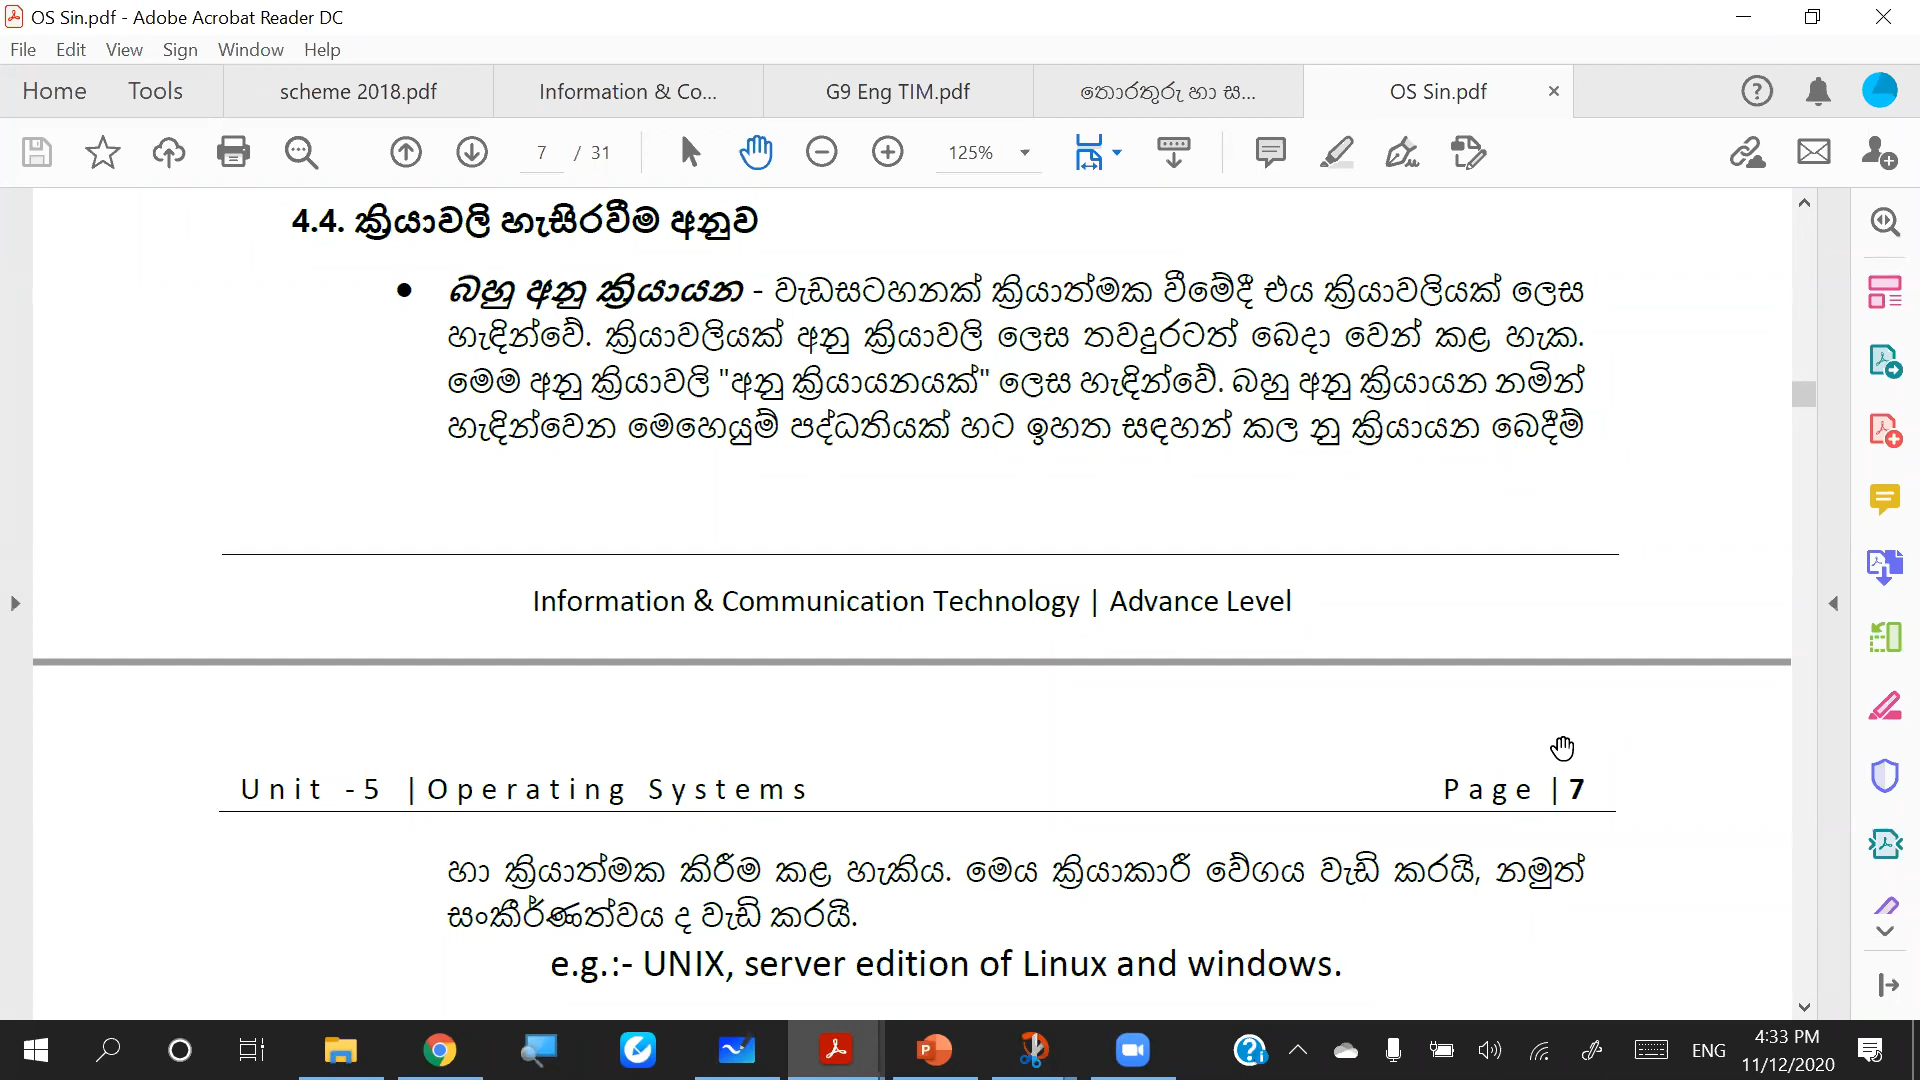 OS Sin.pdf - Adobe Acrobat Reader DC
File Edit View Sign Window Help
Home Tools scheme 2018.pdf Information & Co... G9 Eng TIM.pdf තොරතුරු හා ස... OS Sin.pdf
7 / 31 125%
4.4. ක්‍රියාවලි හැසිරවීම අනුව
• බහු අනු ක්‍රියායන - වැඩසටහනක් ක්‍රියාත්මක වීමේදී එය ක්‍රියාවලියක් ලෙස
හැඳින්වේ. ක්‍රියාවලියක් අනු ක්‍රියාවලි ලෙස තවදුරටත් බෙදා වෙන් කළ හැක.
මෙම අනු ක්‍රියාවලි "අනු ක්‍රියායනයක්" ලෙස හැඳින්වේ. බහු අනු ක්‍රියායන නමින්
හැඳින්වෙන මෙහෙයුම් පද්ධතියක් හට ඉහත සඳහන් කල නු ක්‍රියායන බෙදීම්
Information & Communication Technology | Advance Level
Unit -5 |Operating Systems Page |7
හා ක්‍රියාත්මක කිරීම කළ හැකිය. මෙය ක්‍රියාකාරී වේගය වැඩි කරයි, නමුත්
සංකීර්ණත්වය ද වැඩි කරයි.
e.g.:- UNIX, server edition of Linux and windows.
ENG 4:33 PM
11/12/2020